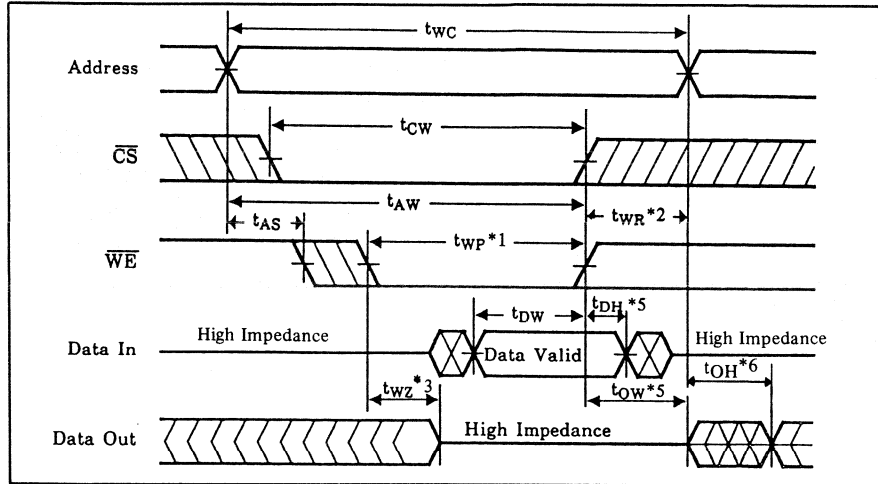 tWC
Address
tCW
CS
tAW
tAS
tWR*2
tWP*1
WE
tDW
tDH*5
High Impedance
High Impedance
Data In
Data Valid
tOH*6
tWZ*3
tOW*5
High Impedance
Data Out